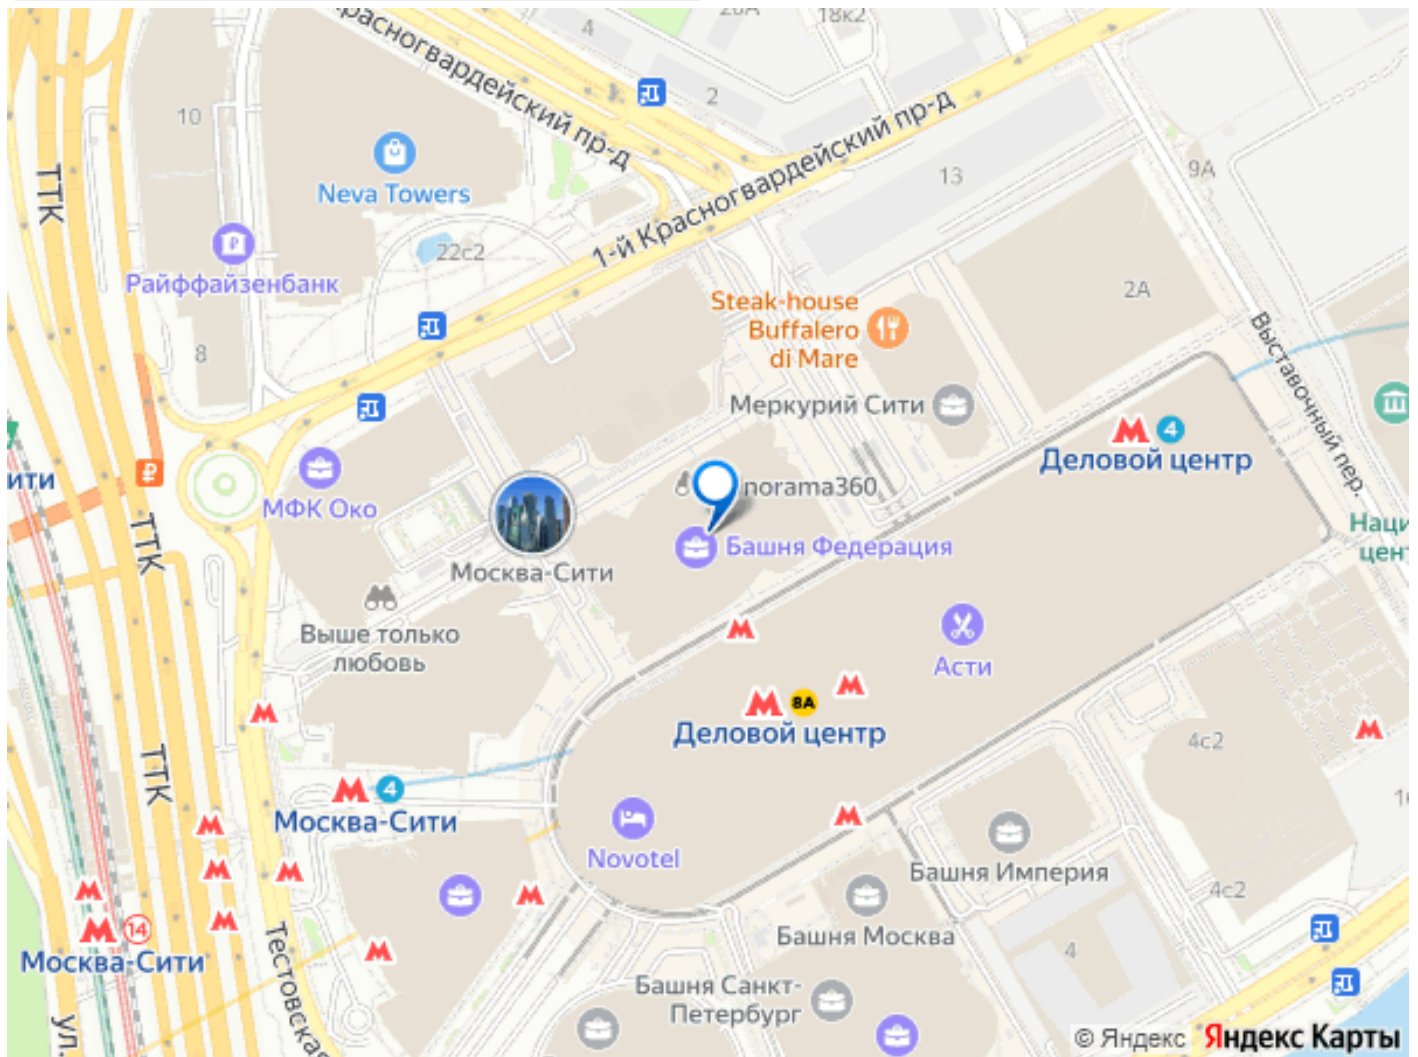 Красногвардейский пр-д
4
18к2
2
10
1-й Красногвардейский пр-д
ТТК
Neva Towers
13
9А
22с2
Райффайзенбанк
2А
Steak-house
Buffalero
di Mare
8
Выставочный пер.
Меркурий Сити
4
Деловой центр
ити
МФК Око
norama360
Москва-Сити
Башня Федерация
ТТК
Наци
цент
Выше только
любовь
Асти
8А
Деловой центр
4с2
ТТК
4
Москва-Сити
Novotel
Башня Империя
4с2
14
Москва-Сити
Тестовская
Башня Москва
4
Башня Санкт-
Петербург
ул.
© Яндекс Яндекс Карты